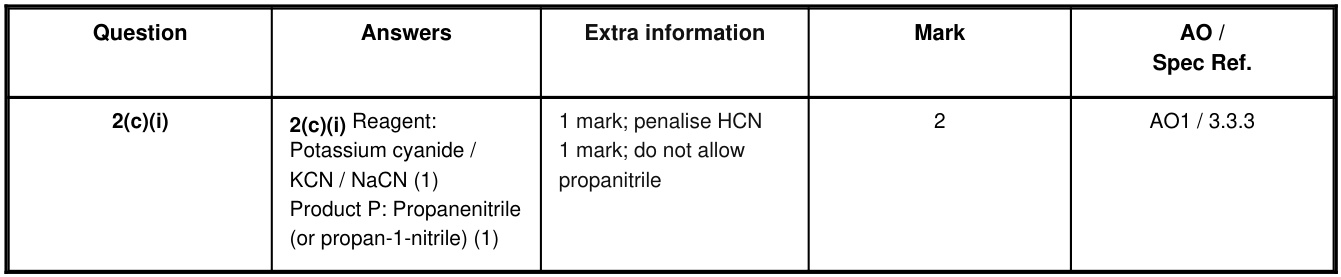 Question Answers Extra information Mark AO /
Spec Ref.
2(c)(i) 2(c)(i) Reagent: 1 mark; penalise HCN 2 AO1 / 3.3.3
Potassium cyanide / 1 mark; do not allow
KCN / NaCN (1) propanitrile
Product P: Propanenitrile
(or propan-1-nitrile) (1)